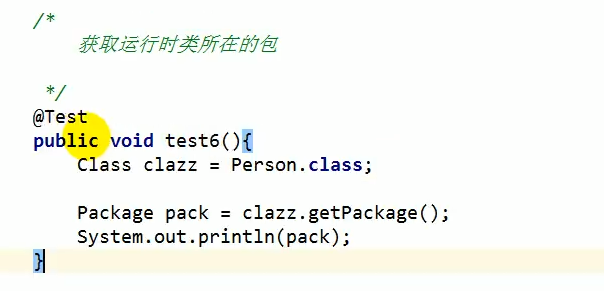 /*
获取运行时类所在的包
*/
@Test
public void test6(){
Class clazz = Person.class;
Package pack = clazz.getPackage();
System.out.println(pack);
}